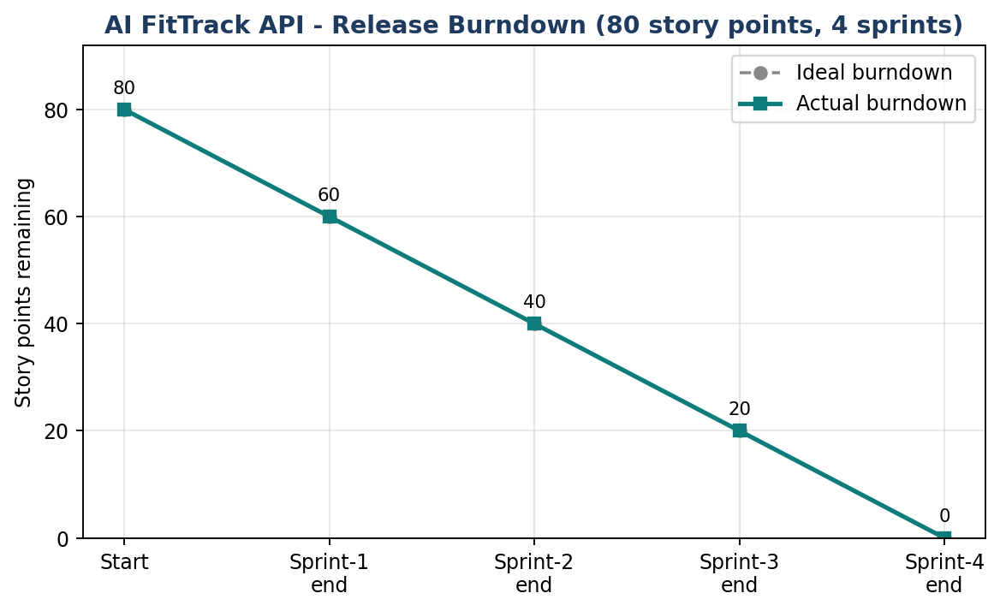 AI FitTrack API - Release Burndown (80 story points, 4 sprints)
Ideal burndown
Actual burndown
Story points remaining
80
60
40
20
0
80
60
40
20
0
Start
Sprint-1
end
Sprint-2
end
Sprint-3
end
Sprint-4
end